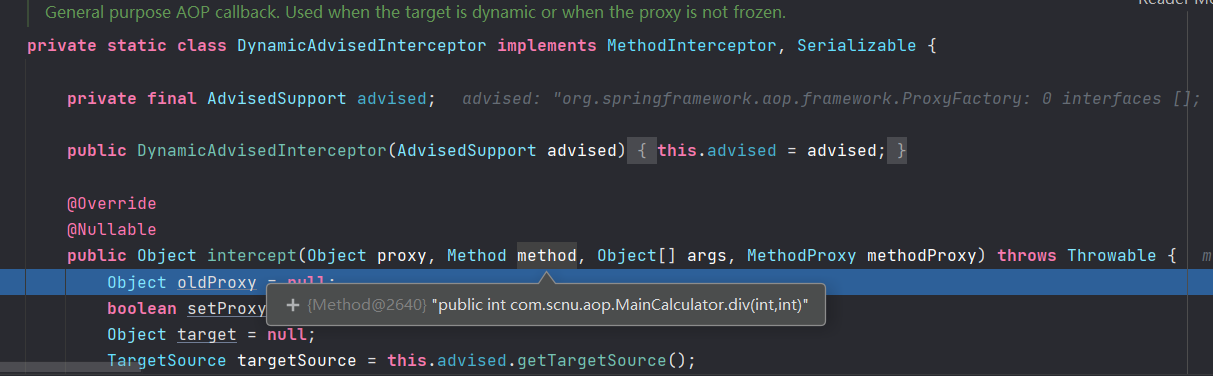 General purpose AOP callback. Used when the target is dynamic or when the proxy is not frozen.
private static class DynamicAdvisedInterceptor implements MethodInterceptor, Serializable {
private final AdvisedSupport advised;   advised: "org.springframework.aop.framework.ProxyFactory: 0 interfaces [];
public DynamicAdvisedInterceptor(AdvisedSupport advised) { this.advised = advised; }
@Override
@Nullable
public Object intercept(Object proxy, Method method, Object[] args, MethodProxy methodProxy) throws Throwable {
Object oldProxy = null;
+ {Method@2640} "public int com.scnu.aop.MainCalculator.div(int,int)"
boolean setProxy
Object target = null;
TargetSource targetSource = this.advised.getTargetSource();